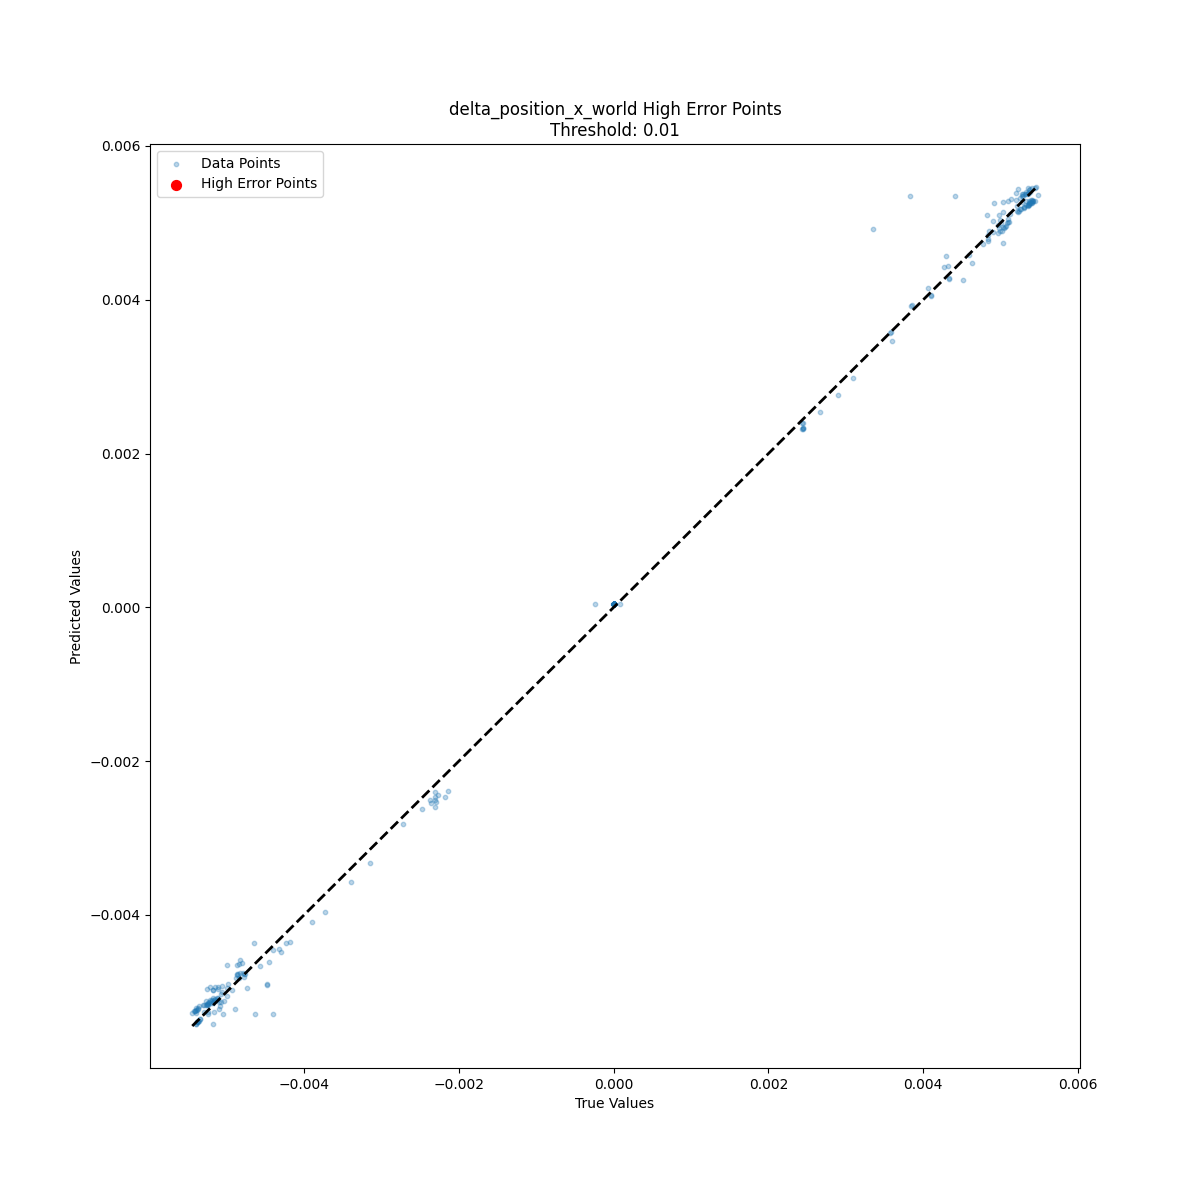 delta_position_x_world High Error Points
Threshold: 0.01
Data Points
High Error Points
0.006
0.004
0.002
0.000
−0.002
−0.004
Predicted Values
−0.004
−0.002
0.000
0.002
0.004
0.006
True Values